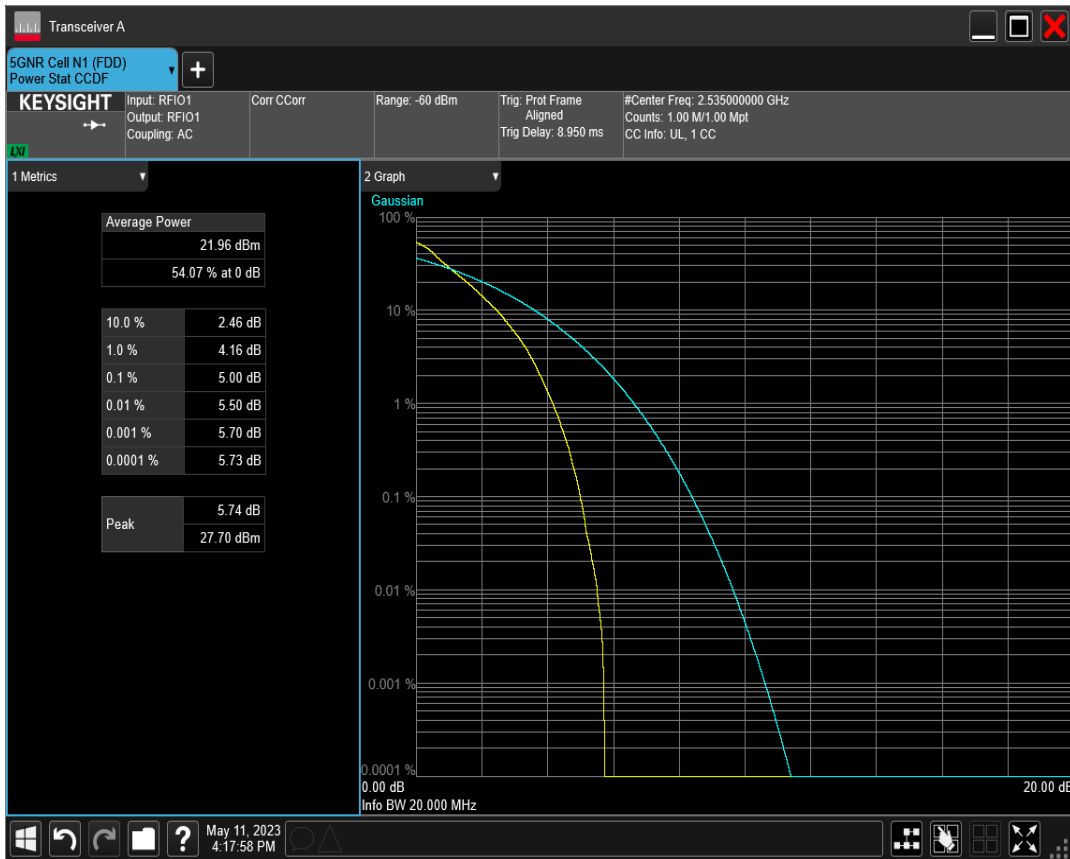 Transceiver A
5GNR Cell N1 (FDD)
Power Stat CCDF
KEYSIGHT
LXI
Input: RFIO1
Output: RFIO1
Coupling: AC
Corr CCorr
Range: -60 dBm
Trig: Prot Frame
Aligned
Trig Delay: 8.950 ms
#Center Freq: 2.535000000 GHz
Counts: 1.00 M/1.00 Mpt
CC Info: UL, 1 CC
1 Metrics
Average Power
21.96 dBm
54.07 % at 0 dB
10.0 % 2.46 dB
1.0 % 4.16 dB
0.1 % 5.00 dB
0.01 % 5.50 dB
0.001 % 5.70 dB
0.0001 % 5.73 dB
Peak
5.74 dB
27.70 dBm
2 Graph
Gaussian
100 %
10 %
1 %
0.1 %
0.01 %
0.001 %
0.0001 %
0.00 dB 20.00 dB
Info BW 20.000 MHz
May 11, 2023
4:17:58 PM